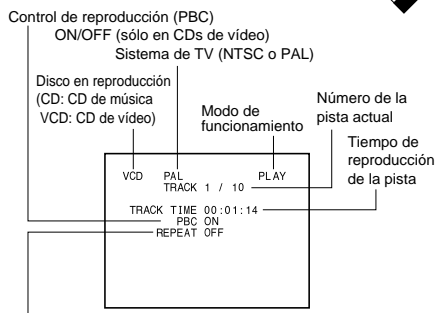 Control de reproducción (PBC)
ON/OFF (sólo en CDs de vídeo)
Sistema de TV (NTSC o PAL)
Disco en reproducción
(CD: CD de música
VCD: CD de vídeo)
Modo de
funcionamiento
Número de la
pista actual
Tiempo de
reproducción
de la pista
VCD PAL PLAY
TRACK 1 / 10
TRACK TIME 00:01:14
PBC ON
REPEAT OFF